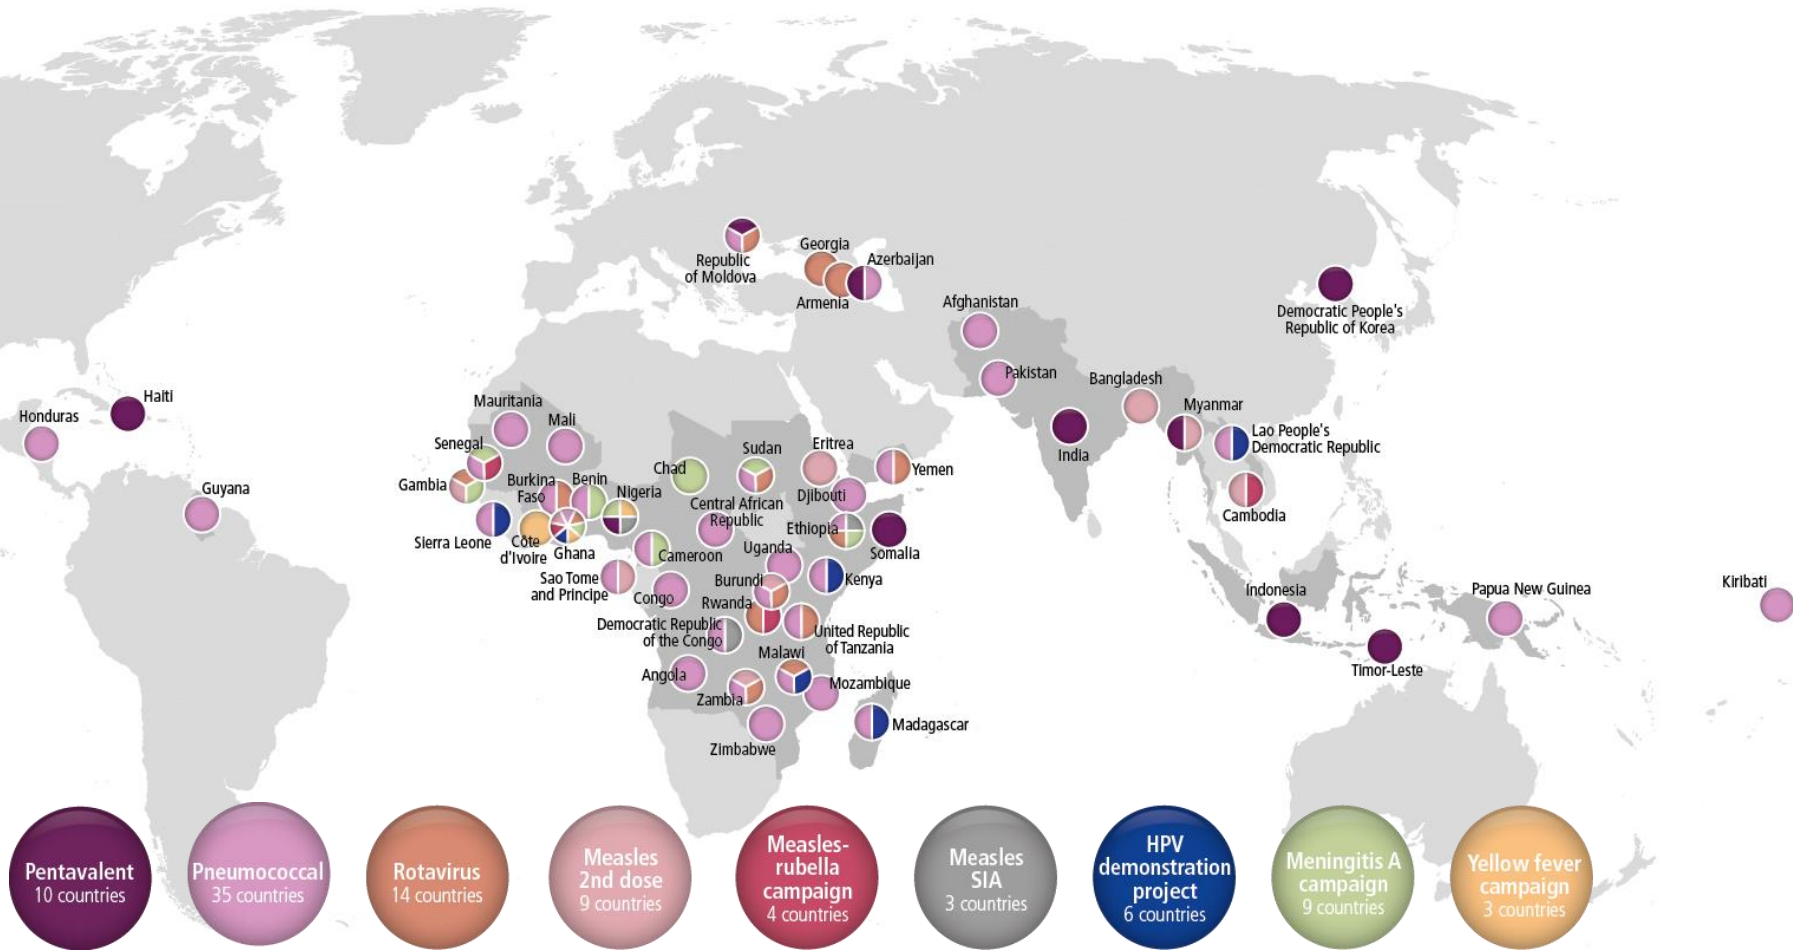 Georgia
Azerbaijan
Republic
of Moldova
Armenia
Afghanistan
Democratic People's
Republic of Korea
Pakistan
Bangladesh
Haiti
Honduras
Mauritania
Mali
Myanmar
Senegal
Sudan
Eritrea
Lao People's
Democratic Republic
India
Chad
Yemen
Gambia
Burkina
Faso
Benin
Nigeria
Guyana
Djibouti
Central African
Republic
Cambodia
Ethiopia
Sierra Leone
Côte
d'Ivoire
Ghana
Cameroon
Uganda
Somalia
Sao Tome
and Principe
Congo
Burundi
Kenya
Kiribati
Indonesia
Papua New Guinea
Rwanda
Democratic Republic
of the Congo
United Republic
of Tanzania
Malawi
Timor-Leste
Angola
Mozambique
Zambia
Madagascar
Zimbabwe
Pentavalent
10 countries
Pneumococcal
35 countries
Rotavirus
14 countries
Measles
2nd dose
9 countries
Measles-
rubella
campaign
4 countries
Measles
SIA
3 countries
HPV
demonstration
project
6 countries
Meningitis A
campaign
9 countries
Yellow fever
campaign
3 countries